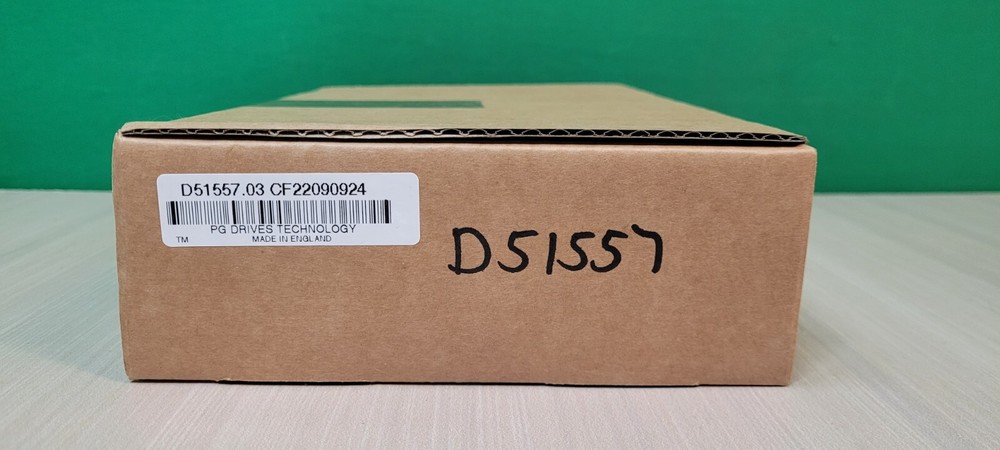 D51557.03 CF22090924
PG DRIVES TECHNOLOGY
TM MADE IN ENGLAND
D51557